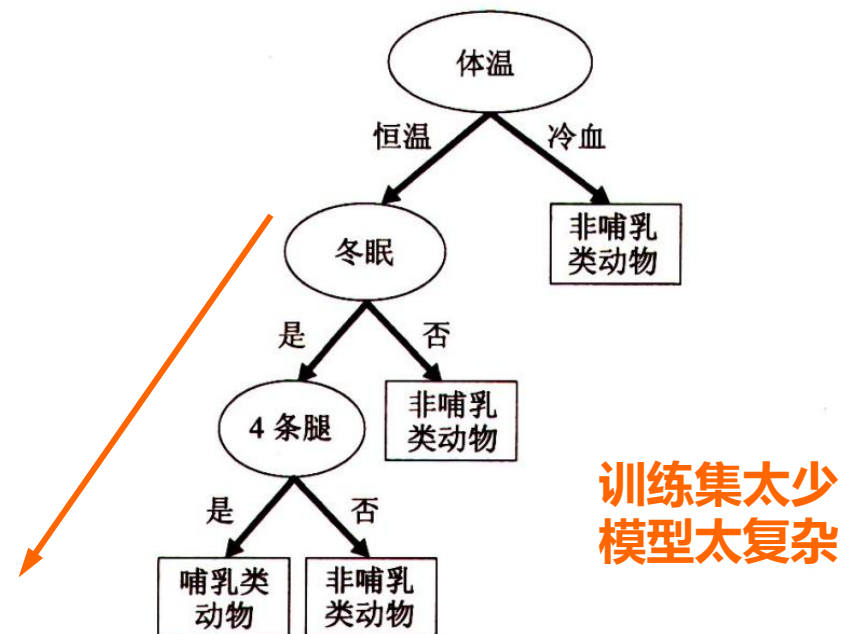 体温
恒温
冷血
冬眠
非哺乳
类动物
是
否
4 条腿
非哺乳
类动物
训练集太少
模型太复杂
是
否
哺乳类
动物
非哺乳
类动物